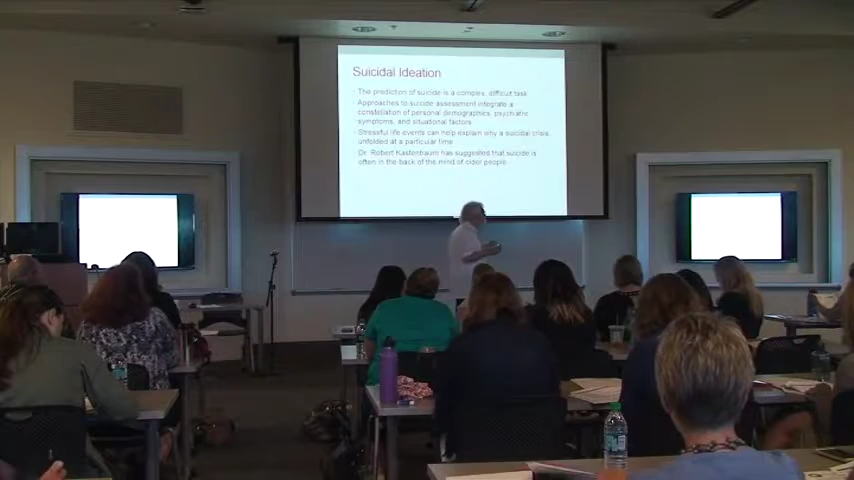 Suicidal Ideation
The prediction of suicide is a complex, difficult task.
Approaches to suicide assessment integrate a
constellation of personal demographics, psychiatric
symptoms, and situational factors
Stressful life events can help explain why a suicidal crisis
unfolded at a particular time
Dr. Robert Kastenbaum has suggested that suicide is
often in the back of the mind of older people.